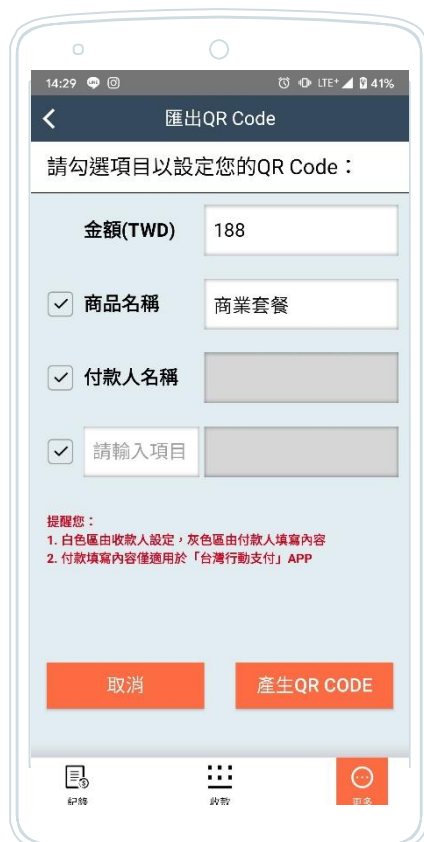 14:29 LTE+ 41%
匯出QR Code
請勾選項目以設定您的QR Code：
金額(TWD) 188
商品名稱 商業套餐
付款人名稱
請輸入項目
提醒您：
1. 白色區由收款人設定，灰色區由付款人填寫內容
2. 付款填寫內容僅適用於「台灣行動支付」APP
取消 產生QR CODE
紀錄 收款 更多